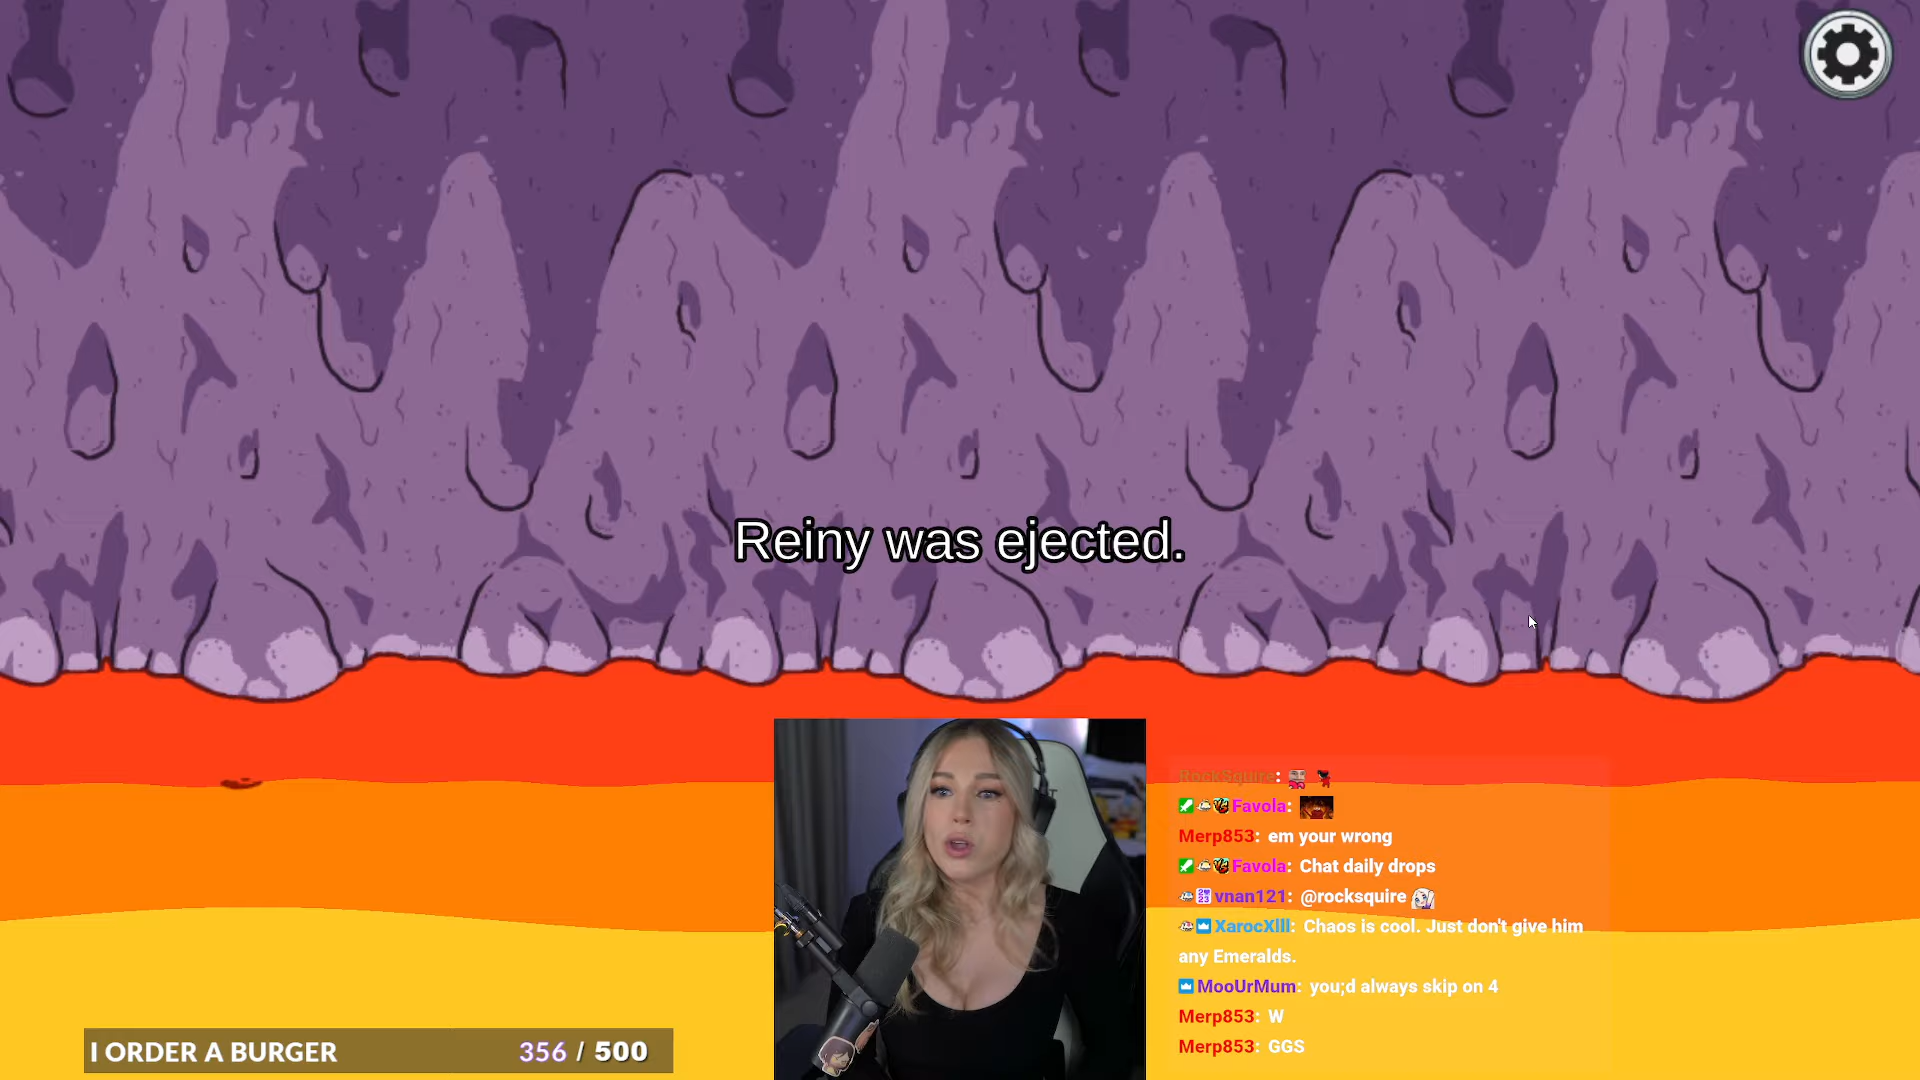 Reiny was ejected.
RockSquire:
Favola:
Merp853: em your wrong
Favola: Chat daily drops
vnan121: @rocksquire
XarocXlll: Chaos is cool. Just don't give him
any Emeralds.
MooUrMum: you;d always skip on 4
Merp853: W
Merp853: GGS
I ORDER A BURGER 356 / 500